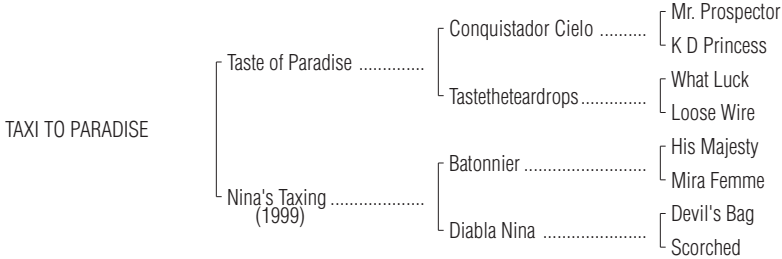 Mr. Prospector
Conquistador Cielo ..........
K D Princess
Taste of Paradise ..............
What Luck
Tastetheteardrops..............
Loose Wire
TAXI TO PARADISE
His Majesty
Batonnier ..........................
Mira Femme
Nina's Taxing ....................
(1999)
Devil's Bag
Diabla Nina ......................
Scorched